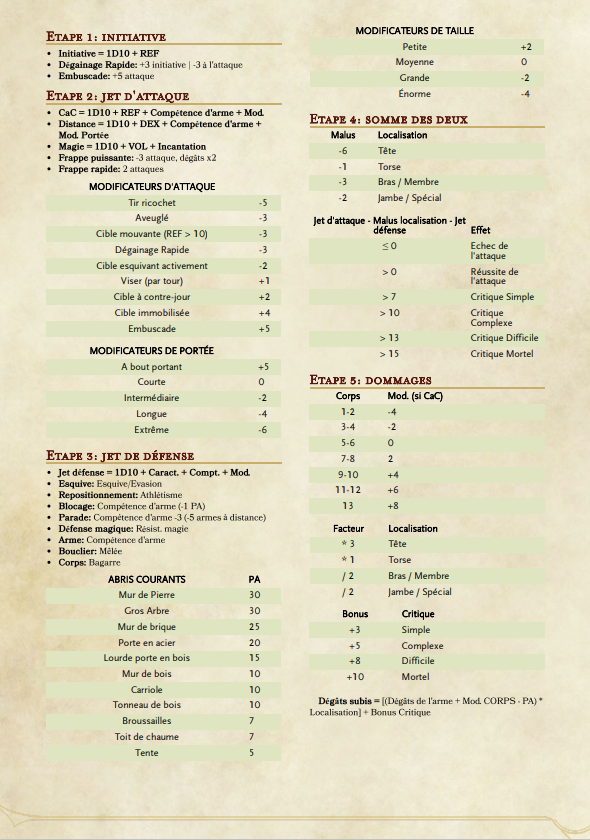 Etape 1: initiative
• Initiative = 1D10 + REF
• Dégainage Rapide: +3 initiative | -3 à l'attaque
• Embuscade: +5 attaque
Etape 2: jet d'attaque
• CaC = 1D10 + REF + Compétence d'arme + Mod.
• Distance = 1D10 + DEX + Compétence d'arme +
Mod. Portée
• Magie = 1D10 + VOL + Incantation
• Frappe puissante: -3 attaque, dégâts x2
• Frappe rapide: 2 attaques
MODIFICATEURS D'ATTAQUE
Tir ricochet -5
Aveuglé -3
Cible mouvante (REF > 10) -3
Dégainage Rapide -3
Cible esquivant activement -2
Viser (par tour) +1
Cible à contre-jour +2
Cible immobilisée +4
Embuscade +5
MODIFICATEURS DE PORTÉE
A bout portant +5
Courte 0
Intermédiaire -2
Longue -4
Extrême -6
Etape 3: jet de défense
• Jet défense = 1D10 + Caract. + Compt. + Mod.
• Esquive: Esquive/Evasion
• Repositionnement: Athlétisme
• Blocage: Compétence d'arme (-1 PA)
• Parade: Compétence d'arme -3 (-5 armes à distance)
• Défense magique: Résist. magie
• Arme: Compétence d'arme
• Bouclier: Mêlée
• Corps: Bagarre
ABRIS COURANTS PA
Mur de Pierre 30
Gros Arbre 30
Mur de brique 25
Porte en acier 20
Lourde porte en bois 15
Mur de bois 10
Carriole 10
Tonneau de bois 10
Broussailles 7
Toit de chaume 7
Tente 5
MODIFICATEURS DE TAILLE
Petite +2
Moyenne 0
Grande -2
Énorme -4
Etape 4: somme des deux
Malus Localisation
-6 Tête
-1 Torse
-3 Bras / Membre
-2 Jambe / Spécial
Jet d'attaque - Malus localisation - Jet
défense Effet
≤ 0 Echec de
l'attaque
> 0 Réussite de
l'attaque
> 7 Critique Simple
> 10 Critique
Complexe
> 13 Critique Difficile
> 15 Critique Mortel
Etape 5: dommages
Corps Mod. (si CaC)
1-2 -4
3-4 -2
5-6 0
7-8 2
9-10 +4
11-12 +6
13 +8
Facteur Localisation
* 3 Tête
* 1 Torse
/ 2 Bras / Membre
/ 2 Jambe / Spécial
Bonus Critique
+3 Simple
+5 Complexe
+8 Difficile
+10 Mortel
Dégâts subis = [(Dégâts de l'arme + Mod. CORPS - PA) *
Localisation] + Bonus Critique